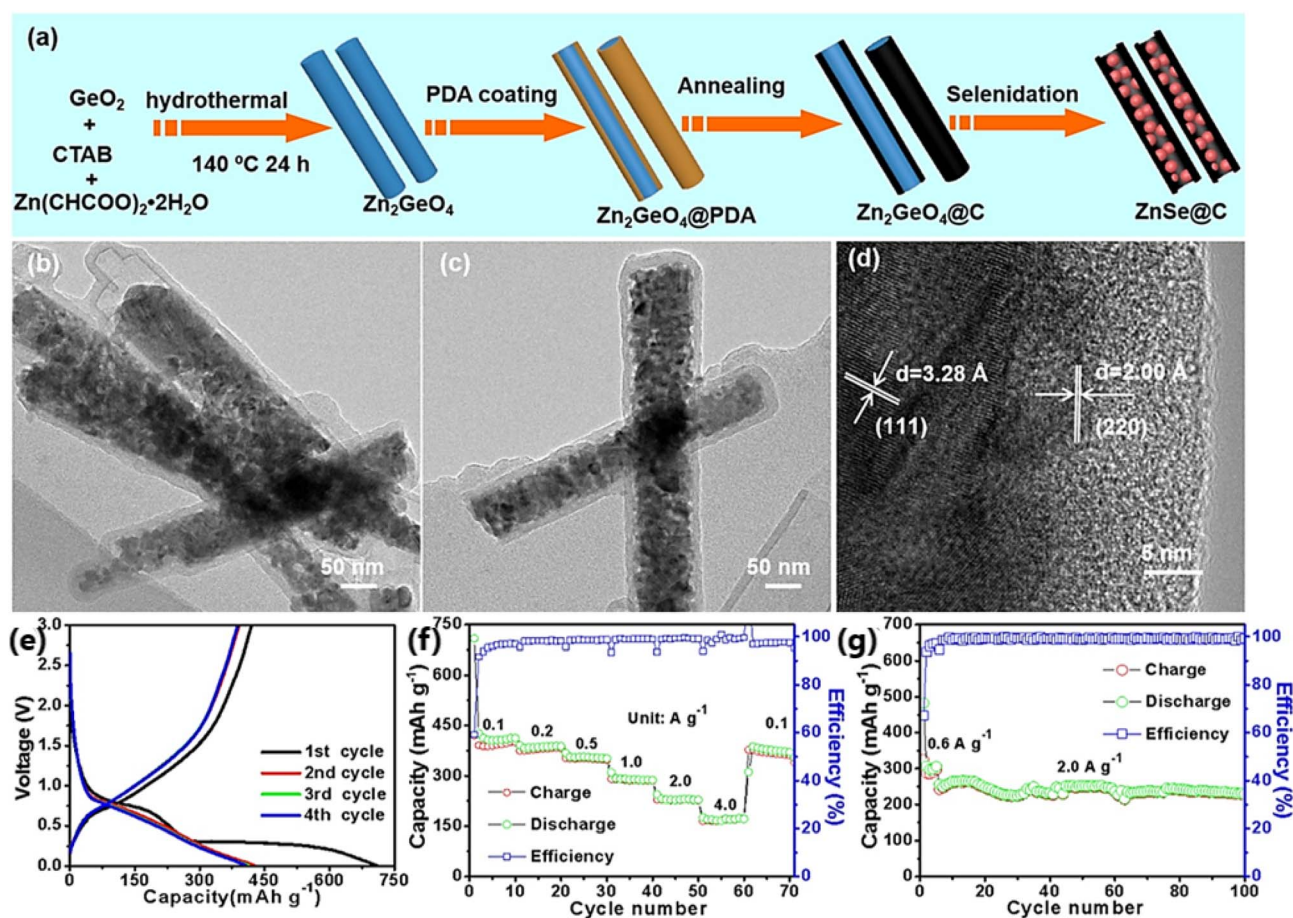 (a)
GeO₂
+
CTAB
+
Zn(CHCOO)₂•2H₂O
hydrothermal
140 ºC 24 h
Zn₂GeO₄
PDA coating
Zn₂GeO₄@PDA
Annealing
Zn₂GeO₄@C
Selenidation
ZnSe@C
(b)
50 nm
(c)
50 nm
(d)
d=3.28 Å
(111)
d=2.00 Å
(220)
5 nm
(e)
Voltage (V)
3.0
2.5
2.0
1.5
1.0
0.5
0.0
1st cycle
2nd cycle
3rd cycle
4th cycle
0 150 300 450 600 750
Capacity(mAh g⁻¹)
(f)
Capacity (mAh g⁻¹)
750
600
450
300
150
0
0.1
0.2
0.5
1.0
2.0
4.0
0.1
Unit: A g⁻¹
Charge
Discharge
Efficiency
100
80
60
40
20
0
Efficiency (%)
0 10 20 30 40 50 60 70
Cycle number
(g)
Capacity (mAh g⁻¹)
700
600
500
400
300
200
100
0
0.6 A g⁻¹
2.0 A g⁻¹
Charge
Discharge
Efficiency
100
80
60
40
20
0
Efficiency (%)
0 20 40 60 80 100
Cycle number